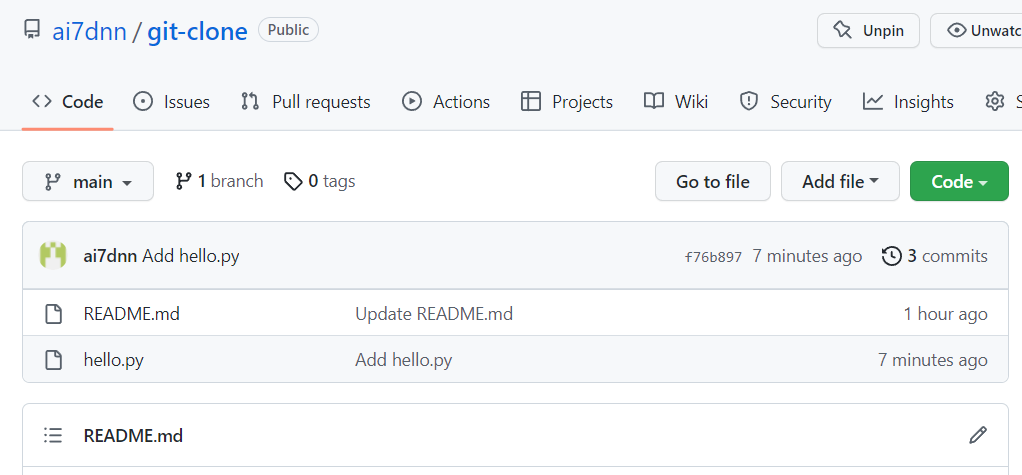 ai7dnn / git-clone Public Unpin Unwatc
Code Issues Pull requests Actions Projects Wiki Security Insights S
main 1 branch 0 tags Go to file Add file Code
ai7dnn Add hello.py f76b897 7 minutes ago 3 commits
README.md Update README.md 1 hour ago
hello.py Add hello.py 7 minutes ago
README.md